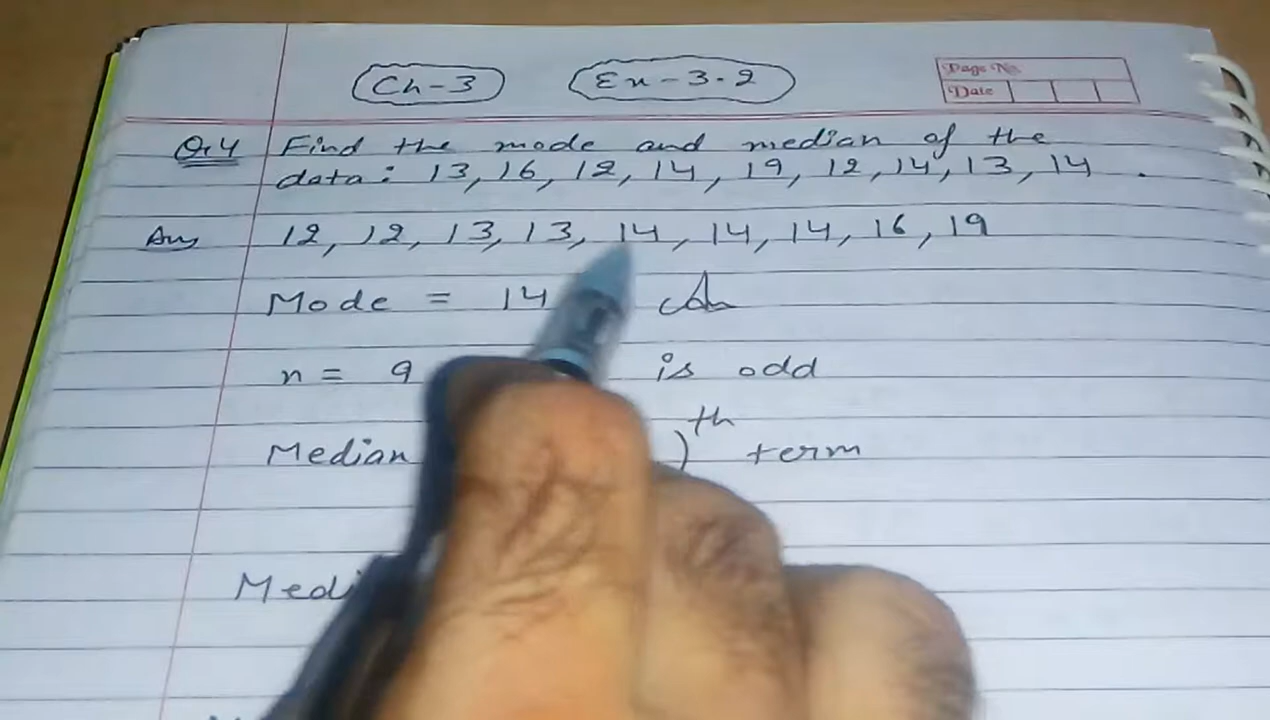 Ch-3 Ex-3.2
Page No.
Date
Q.4 Find the mode and median of the
data: 13, 16, 12, 14, 19, 12, 14, 13, 14 .
Ans 12, 12, 13, 13, 14, 14, 14, 16, 19
Mode = 14
n = 9 is odd
Median )th term
Medi